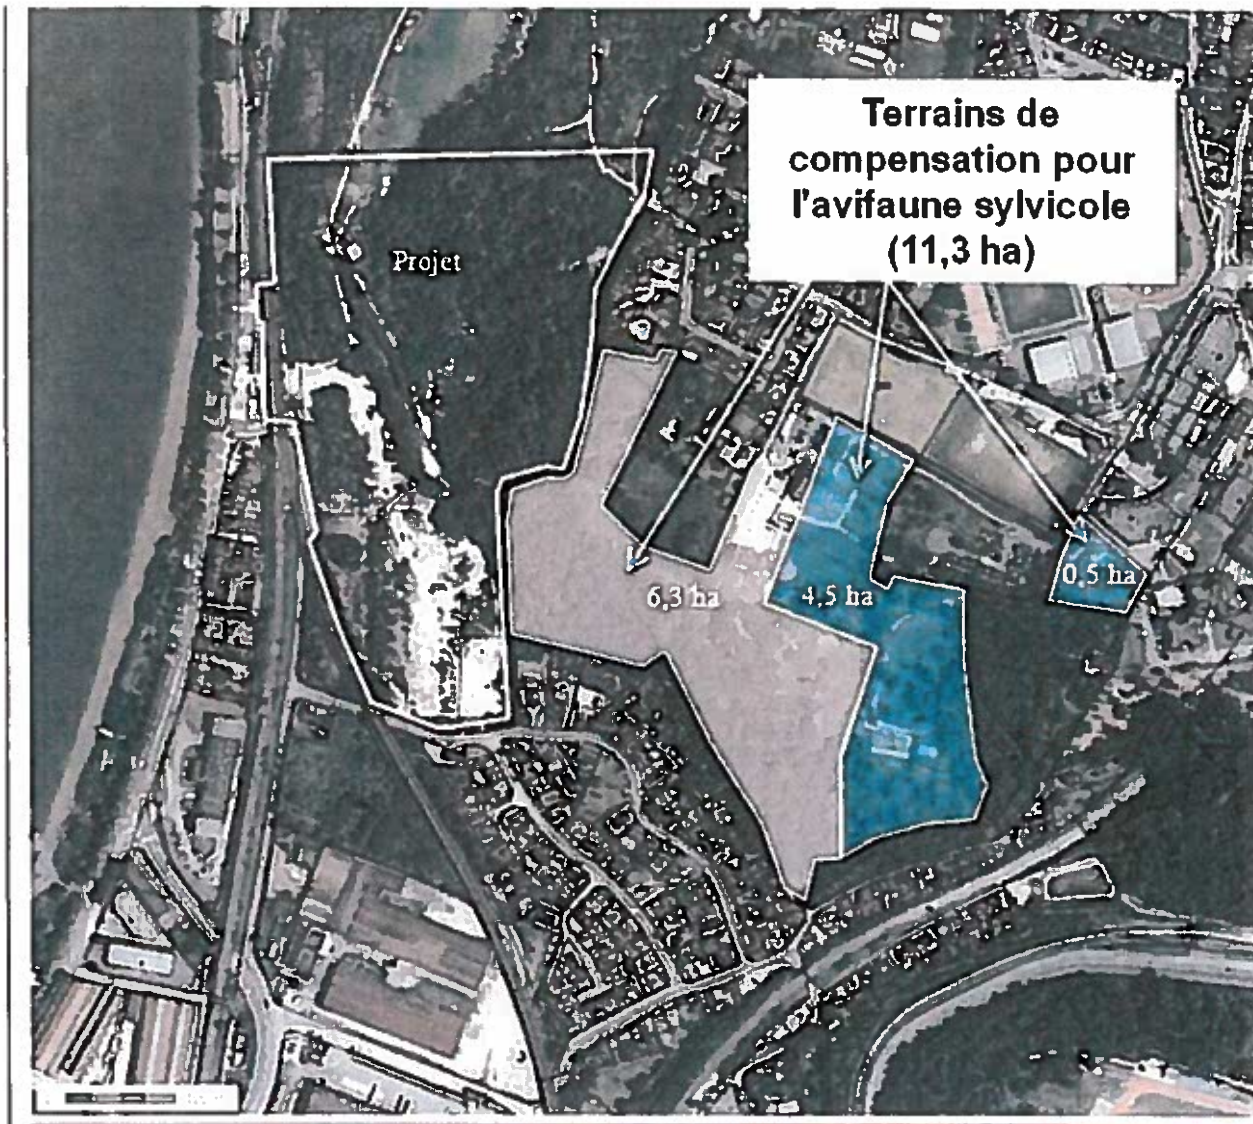 Terrains de
compensation pour
l'avifaune sylvicole
(11,3 ha)
Projet
6,3 ha
4,5 ha
0,5 ha